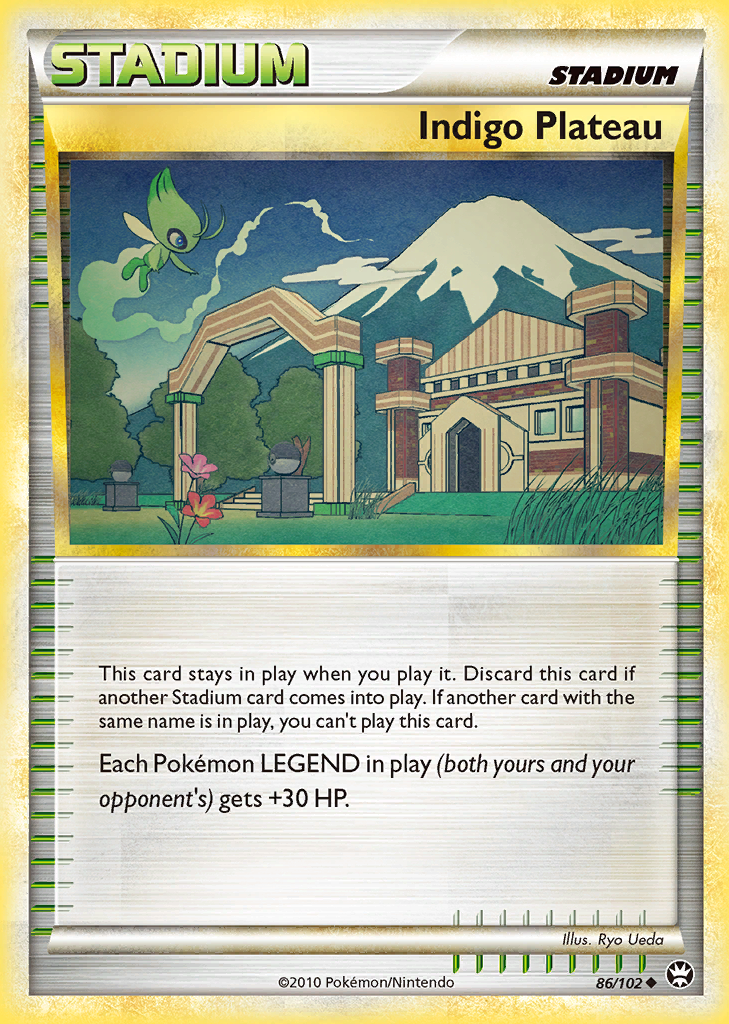 STADIUM
STADIUM
Indigo Plateau
This card stays in play when you play it. Discard this card if
another Stadium card comes into play. If another card with the
same name is in play, you can't play this card.
Each Pokémon LEGEND in play (both yours and your
opponent's) gets +30 HP.
Illus. Ryo Ueda
©2010 Pokémon/Nintendo
86/102